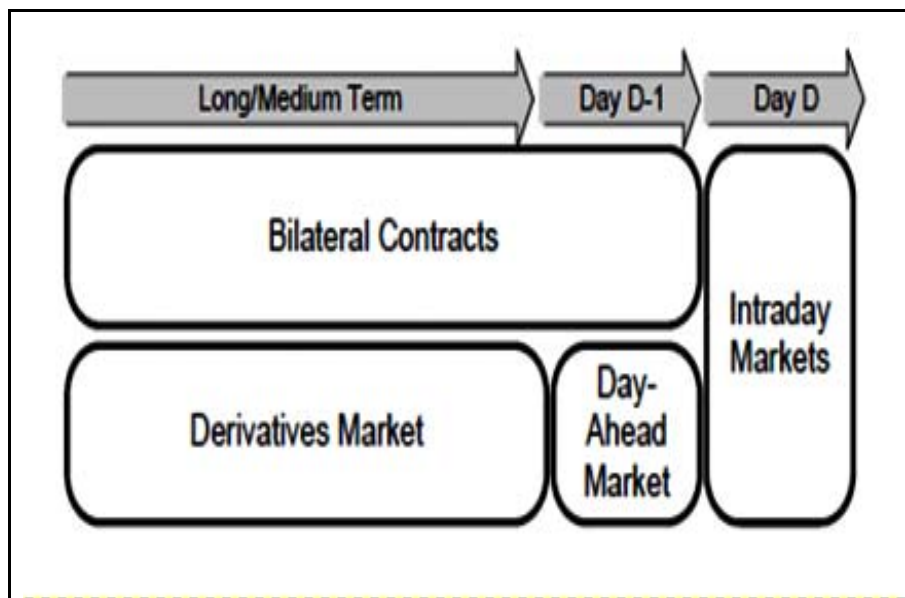 Long/Medium Term
Day D-1
Day D
Bilateral Contracts
Intraday
Markets
Derivatives Market
Day-
Ahead
Market